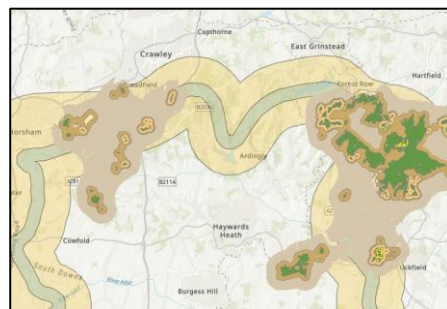 Copthorne
Crawley
East Grinstead
Forest Row
Hartfield
B2036
Horsham
Ardingly
A281
B2114
Haywards
Heath
Cowfold
South Downs
River Adur
Burgess Hill
Uckfield